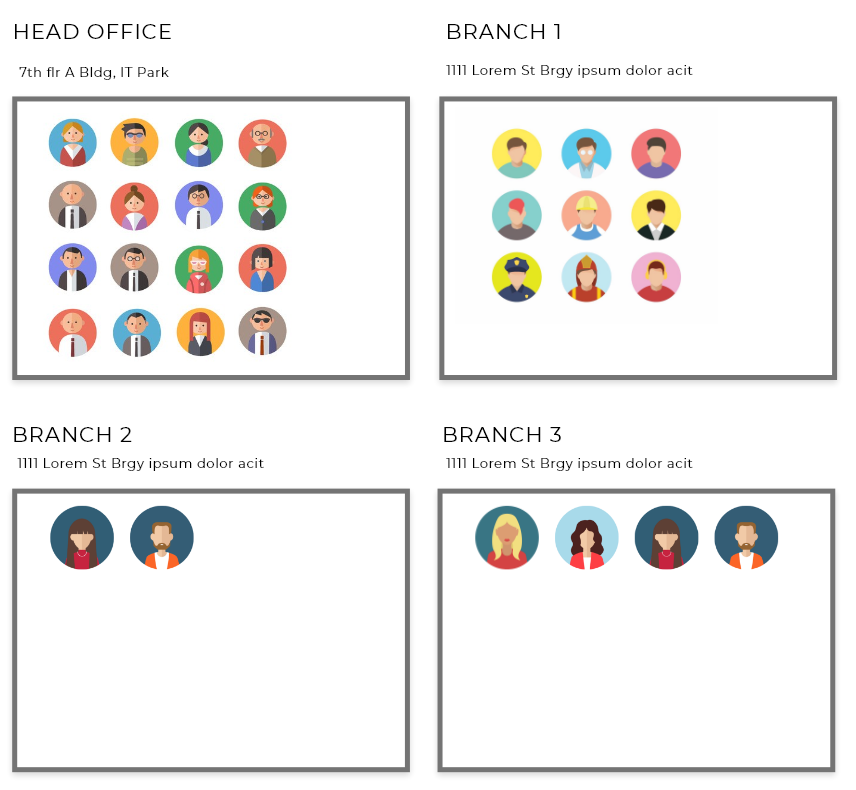 HEAD OFFICE
7th flr A Bldg, IT Park
BRANCH 1
1111 Lorem St Brgy ipsum dolor acit
BRANCH 2
1111 Lorem St Brgy ipsum dolor acit
BRANCH 3
1111 Lorem St Brgy ipsum dolor acit